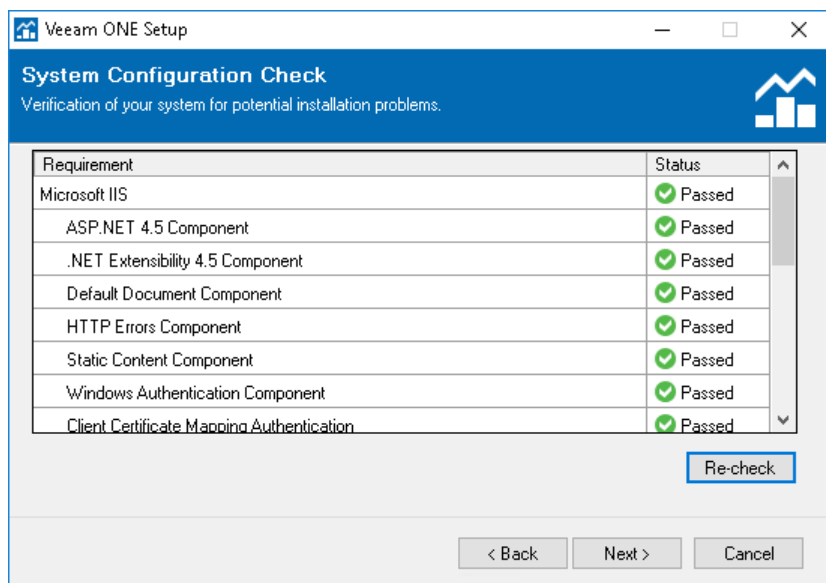 Veeam ONE Setup
System Configuration Check
Verification of your system for potential installation problems.
Requirement Status
Microsoft IIS Passed
ASP.NET 4.5 Component Passed
.NET Extensibility 4.5 Component Passed
Default Document Component Passed
HTTP Errors Component Passed
Static Content Component Passed
Windows Authentication Component Passed
Client Certificate Mapping Authentication Passed
Re-check
< Back Next > Cancel